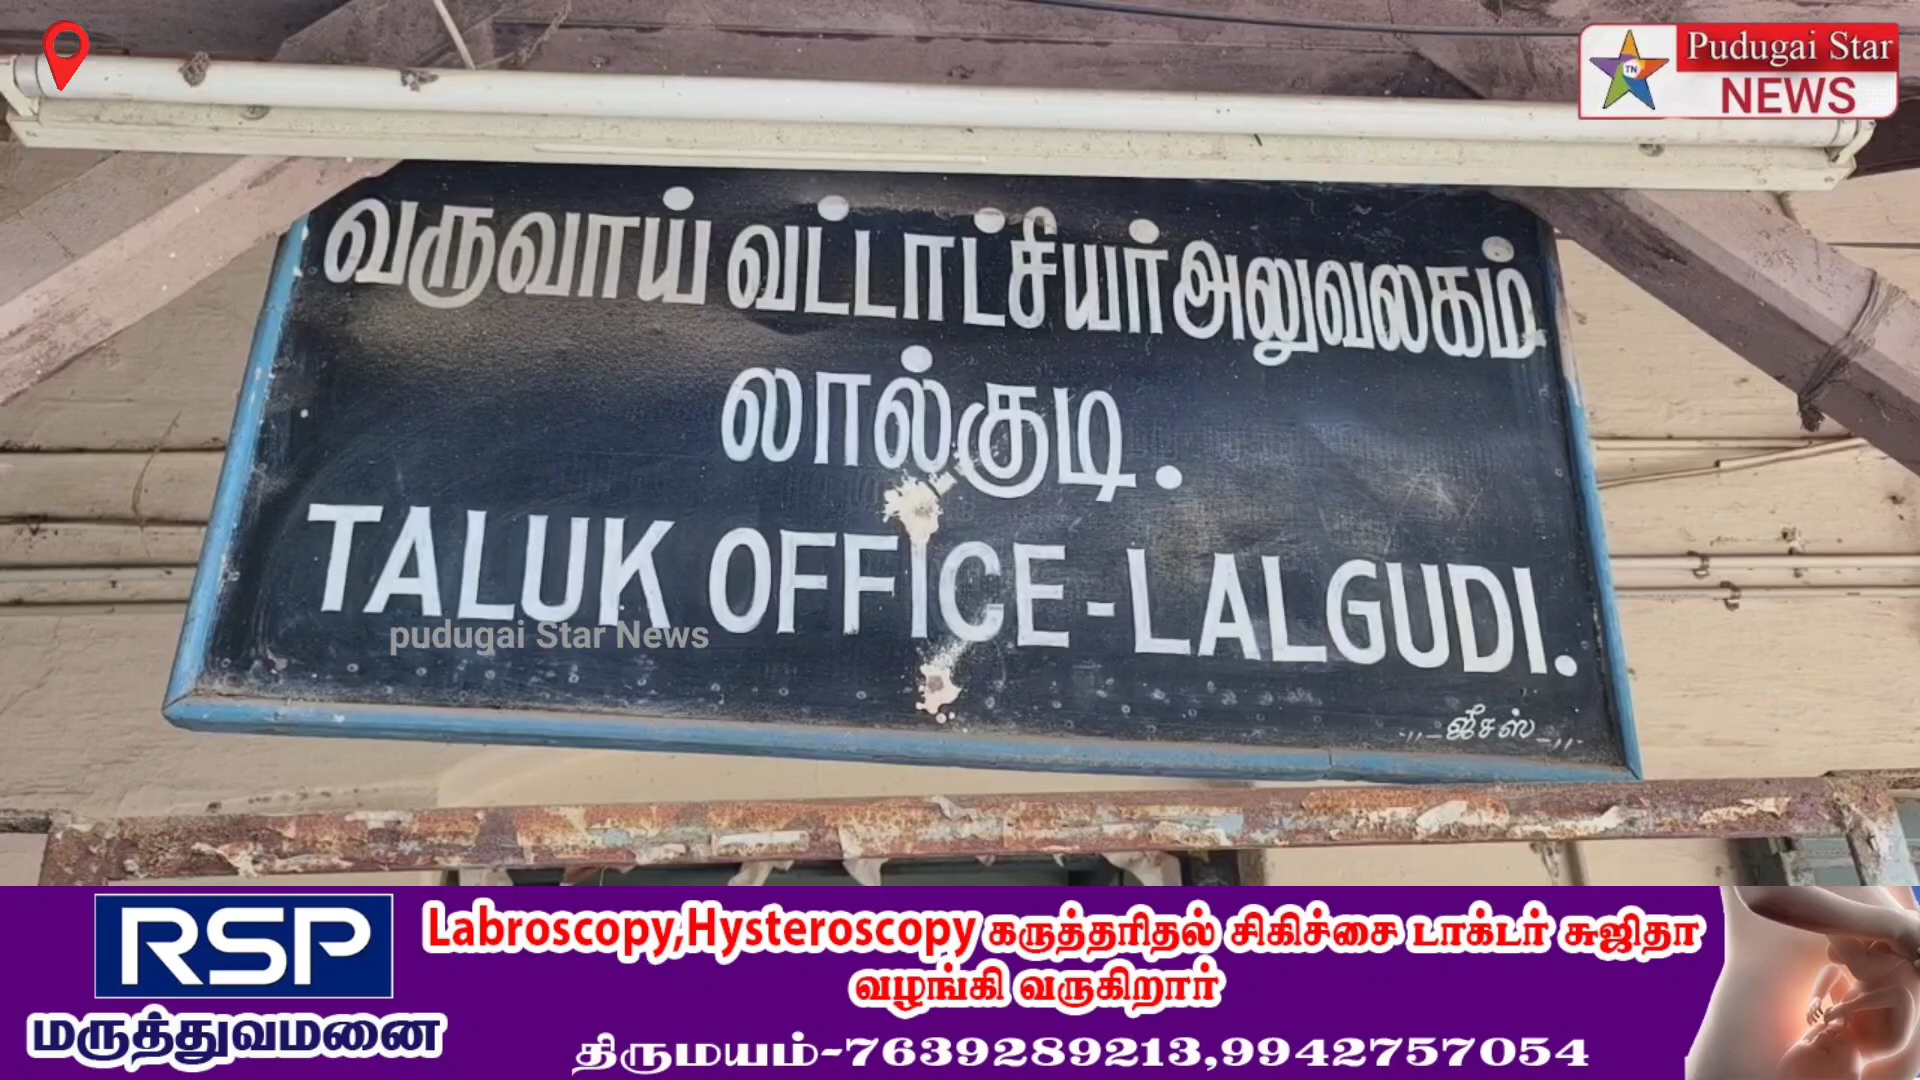 Pudugai Star
TN
NEWS
வருவாய் வட்டாட்சியர் அலுவலகம்
லால்குடி.
TALUK OFFICE-LALGUDI.
pudugai Star News
ஜீசஸ்
RSP
மருத்துவமனை
Labroscopy,Hysteroscopy கருத்தரிதல் சிகிச்சை டாக்டர் சுஜிதா
வழங்கி வருகிறார்
திருமயம்-7639289213,9942757054